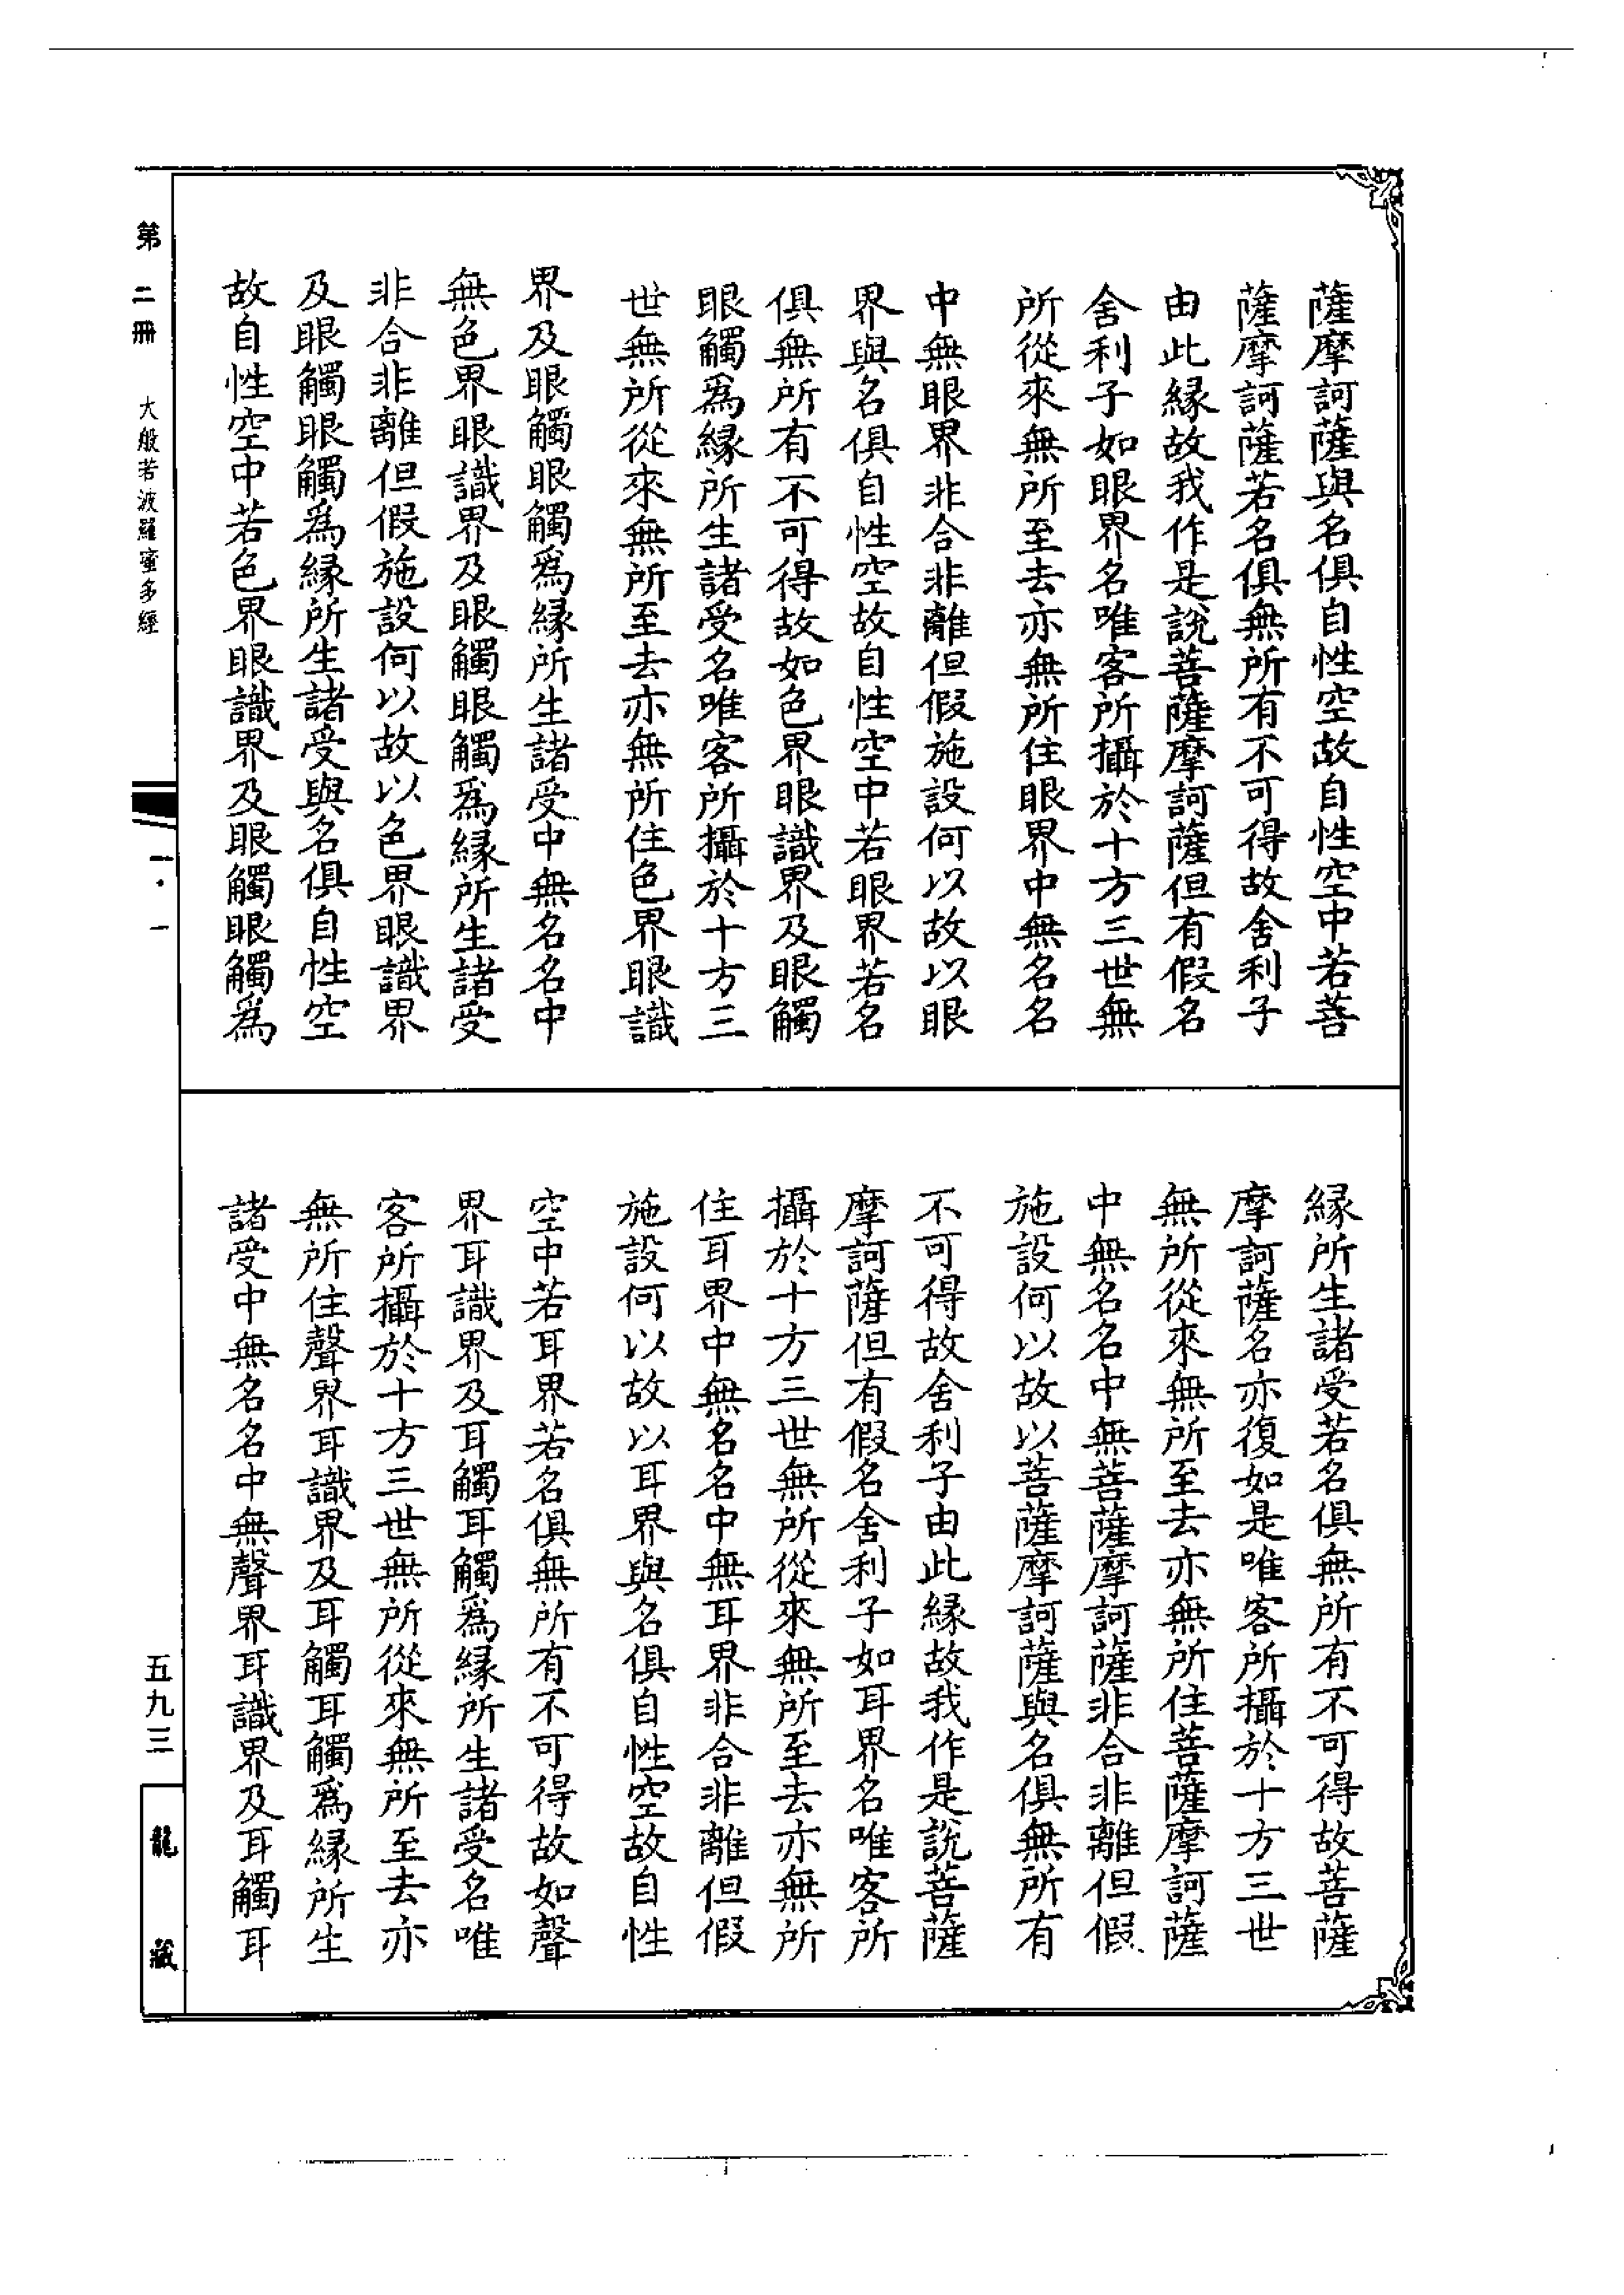 薩摩訶薩與名俱自性空故自性空中若菩
薩摩訶薩若名俱無所有不可得故舍利子
由此緣故我作是說菩薩摩訶薩但有假名
舍利子如眼界名唯客所攝於十方三世無
所從來無所至去亦無所住眼界中無名名
中無眼界非合非離但假施設何以故以眼
界與名俱自性空故自性空中若眼界若名
俱無所有不可得故如色界眼識界及眼觸
眼觸爲緣所生諸受名唯客所攝於十方三
世無所從來無所至去亦無所住色界眼識
界及眼觸眼觸爲緣所生諸受中無名名中
無色界眼識界及眼觸眼觸爲緣所生諸受
非合非離但假施設何以故以色界眼識界
及眼觸眼觸爲緣所生諸受與名俱自性空
故自性空中若色界眼識界及眼觸眼觸爲
緣所生諸受若名俱無所有不可得故菩薩
摩訶薩名亦復如是唯客所攝於十方三世
無所從來無所至去亦無所住菩薩摩訶薩
中無名名中無菩薩摩訶薩非合非離但假
施設何以故以菩薩摩訶薩與名俱無所有
不可得故舍利子由此緣故我作是說菩薩
摩訶薩但有假名舍利子如耳界名唯客所
攝於十方三世無所從來無所至去亦無所
住耳界中無名名中無耳界非合非離但假
施設何以故以耳界與名俱自性空故自性
空中若耳界若名俱無所有不可得故如聲
界耳識界及耳觸耳觸爲緣所生諸受名唯
客所攝於十方三世無所從來無所至去亦
無所住聲界耳識界及耳觸耳觸爲緣所生
諸受中無名名中無聲界耳識界及耳觸耳
第二冊 大般若波羅蜜多經
一·一
五九三
龍藏